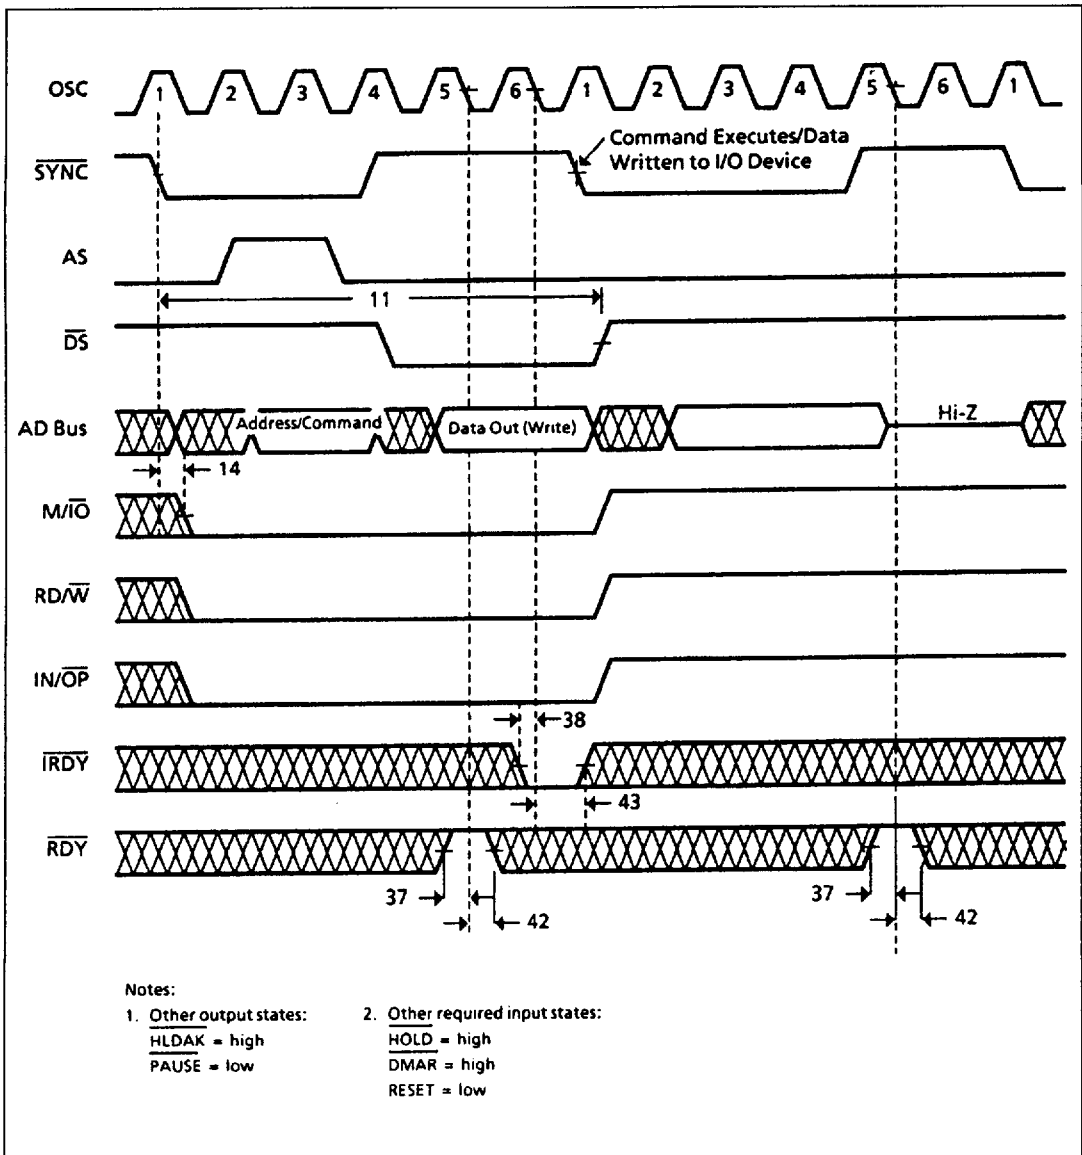 OSC 1 2 3 4 5 6 1 2 3 4 5 6 1
Command Executes/Data
Written to I/O Device
SYNC
AS
11
DS
AD Bus Address/Command Data Out (Write) Hi-Z
14
M/IO
RD/W
IN/OP
38
IRDY
43
RDY
37 37
42 42
Notes:
1. Other output states:
HLDAK = high
PAUSE = low
2. Other required input states:
HOLD = high
DMAR = high
RESET = low